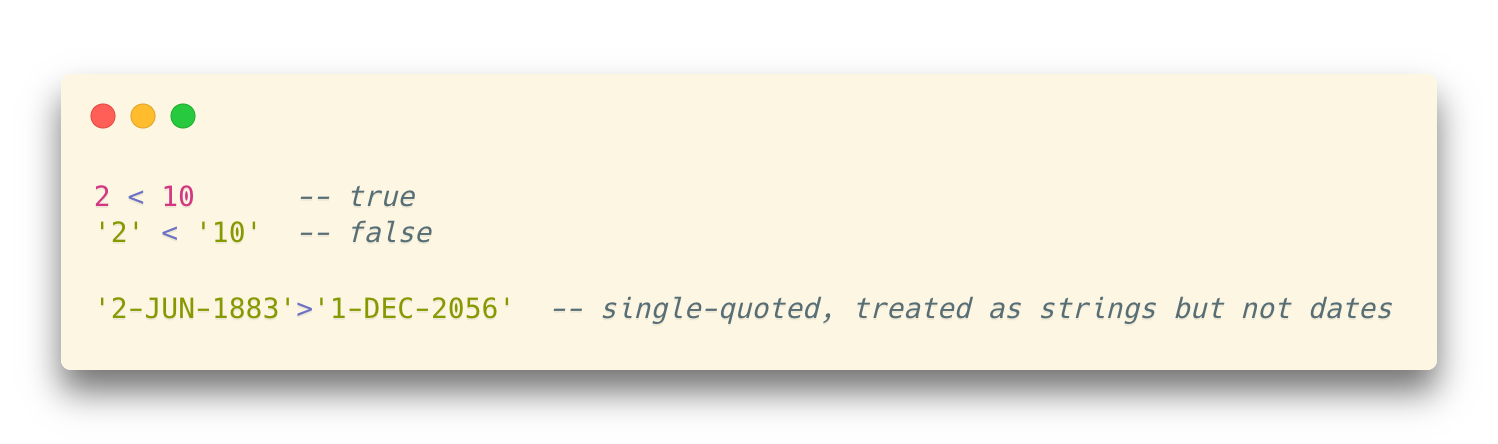 2 < 10 -- true
'2' < '10' -- false
'2-JUN-1883'>'1-DEC-2056' -- single-quoted, treated as strings but not dates